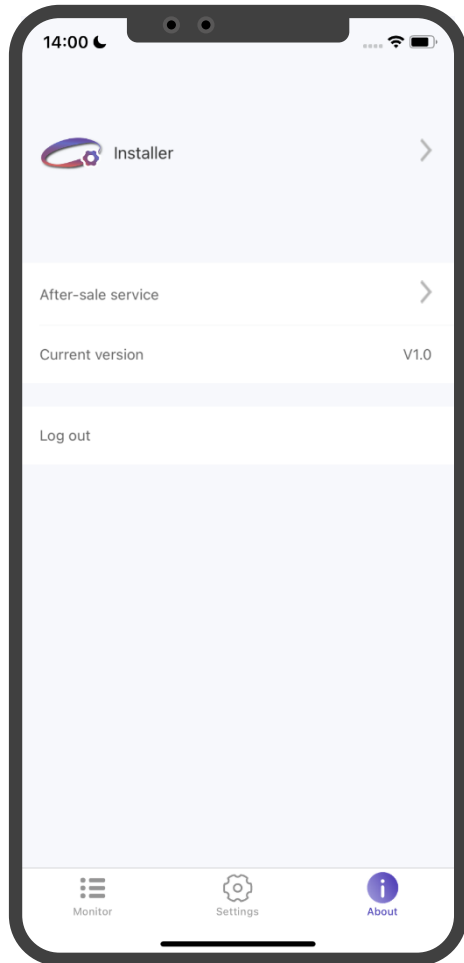 14:00
Installer
After-sale service
Current version V1.0
Log out
Monitor Settings About